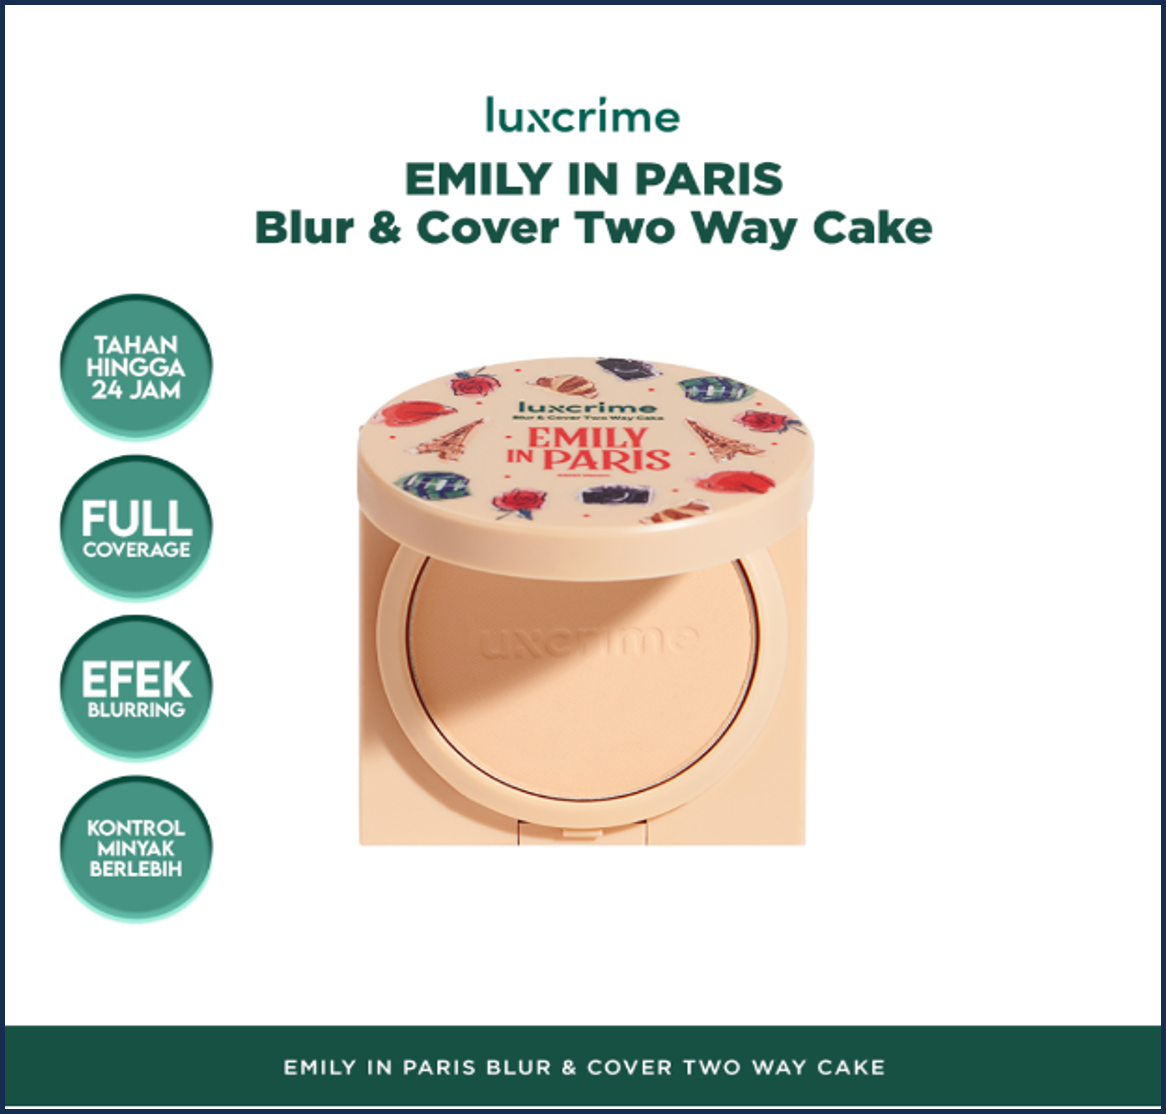 luxcrime
EMILY IN PARIS
Blur & Cover Two Way Cake
TAHAN
HINGGA
24 JAM
FULL
COVERAGE
EFEK
BLURRING
KONTROL
MINYAK
BERLEBIH
luxcrime
Blur & Cover Two Way Cake
EMILY
IN PARIS
luxcrime
EMILY IN PARIS BLUR & COVER TWO WAY CAKE